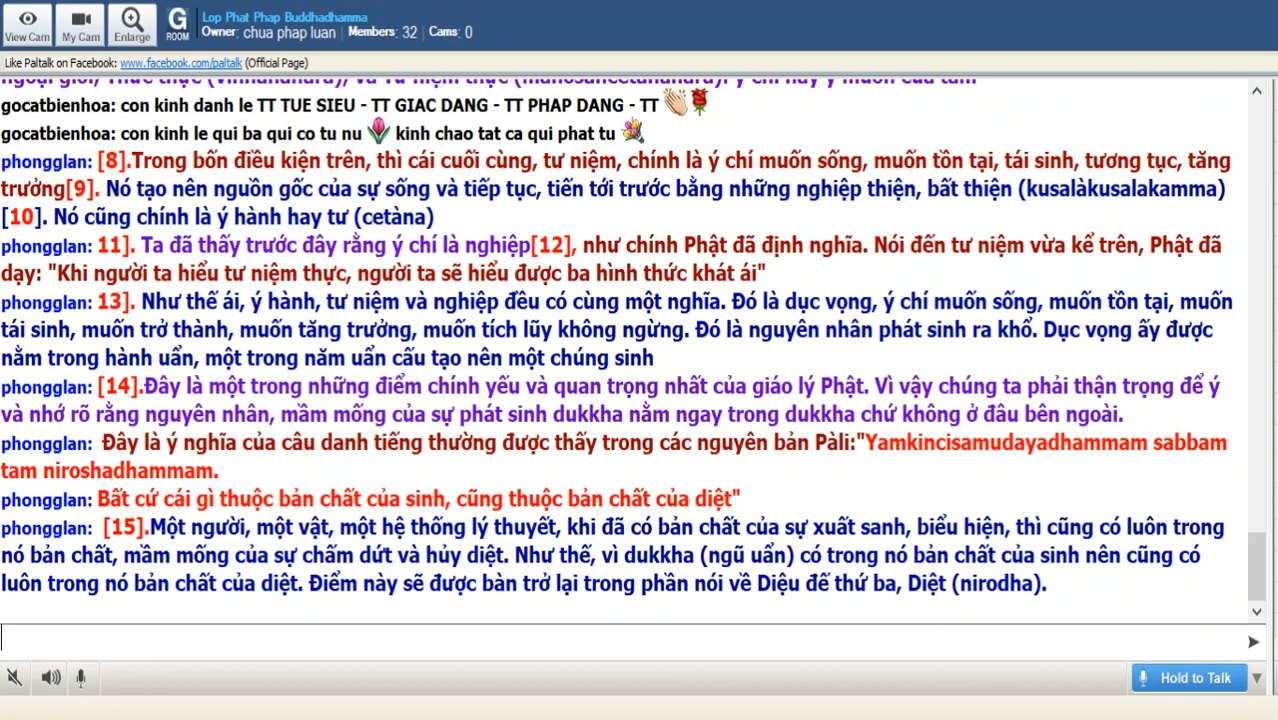 Lop Phat Phap Buddhadhamma
View Cam My Cam Enlarge G ROOM Owner: chua phap luan Members: 32 Cams: 0
Like Paltalk on Facebook: www.facebook.com/paltalk (Official Page)
gocatbienhoa: con kinh danh le TT TUE SIEU - TT GIAC DANG - TT PHAP DANG - TT
gocatbienhoa: con kinh le qui ba qui co tu nu kinh chao tat ca qui phat tu
phongglan: [8].Trong bốn điều kiện trên, thì cái cuối cùng, tư niệm, chính là ý chí muốn sống, muốn tồn tại, tái sinh, tương tục, tăng
trưởng[9]. Nó tạo nên nguồn gốc của sự sống và tiếp tục, tiến tới trước bằng những nghiệp thiện, bất thiện (kusalàkusalakamma)
[10]. Nó cũng chính là ý hành hay tư (cetàna)
phongglan: 11]. Ta đã thấy trước đây rằng ý chí là nghiệp[12], như chính Phật đã định nghĩa. Nói đến tư niệm vừa kể trên, Phật đã
dạy: "Khi người ta hiểu tư niệm thực, người ta sẽ hiểu được ba hình thức khát ái"
phongglan: 13]. Như thế ái, ý hành, tư niệm và nghiệp đều có cùng một nghĩa. Đó là dục vọng, ý chí muốn sống, muốn tồn tại, muốn
tái sinh, muốn trở thành, muốn tăng trưởng, muốn tích lũy không ngừng. Đó là nguyên nhân phát sinh ra khổ. Dục vọng ấy được
nằm trong hành uẩn, một trong năm uẩn cấu tạo nên một chúng sinh
phongglan: [14].Đây là một trong những điểm chính yếu và quan trọng nhất của giáo lý Phật. Vì vậy chúng ta phải thận trọng để ý
và nhớ rõ rằng nguyên nhân, mầm mống của sự phát sinh dukkha nằm ngay trong dukkha chứ không ở đâu bên ngoài.
phongglan: Đây là ý nghĩa của câu danh tiếng thường được thấy trong các nguyên bản Pàli:"Yamkincisamudayadhammam sabbam
tam niroshadhammam.
phongglan: Bất cứ cái gì thuộc bản chất của sinh, cũng thuộc bản chất của diệt"
phongglan: [15].Một người, một vật, một hệ thống lý thuyết, khi đã có bản chất của sự xuất sanh, biểu hiện, thì cũng có luôn trong
nó bản chất, mầm mống của sự chấm dứt và hủy diệt. Như thế, vì dukkha (ngũ uẩn) có trong nó bản chất của sinh nên cũng có
luôn trong nó bản chất của diệt. Điểm này sẽ được bàn trở lại trong phần nói về Diệu đế thứ ba, Diệt (nirodha).
Hold to Talk